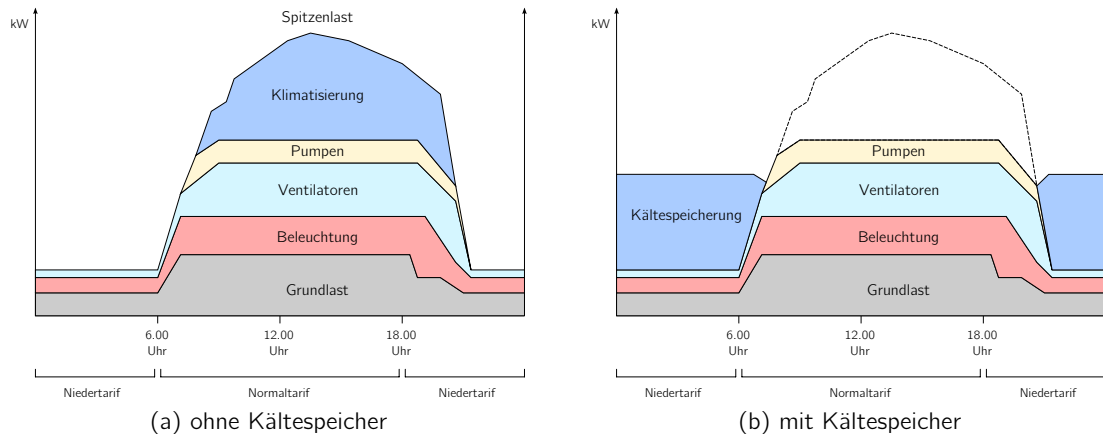 kW
Spitzenlast
Klimatisierung
Pumpen
Ventilatoren
Beleuchtung
Grundlast
6.00
Uhr
12.00
Uhr
18.00
Uhr
Niedertarif
Normaltarif
Niedertarif
(a) ohne Kältespeicher
kW
Pumpen
Ventilatoren
Kältespeicherung
Beleuchtung
Grundlast
6.00
Uhr
12.00
Uhr
18.00
Uhr
Niedertarif
Normaltarif
Niedertarif
(b) mit Kältespeicher